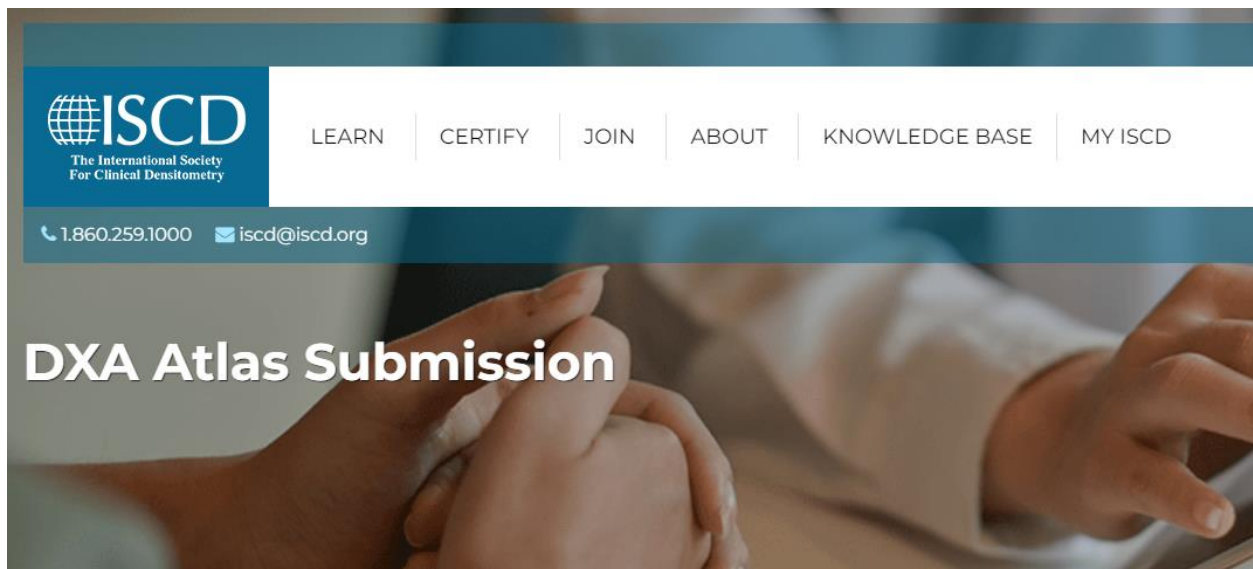 ISCD
The International Society
For Clinical Densitometry
LEARN CERTIFY JOIN ABOUT KNOWLEDGE BASE MY ISCD
1.860.259.1000 iscd@iscd.org
DXA Atlas Submission